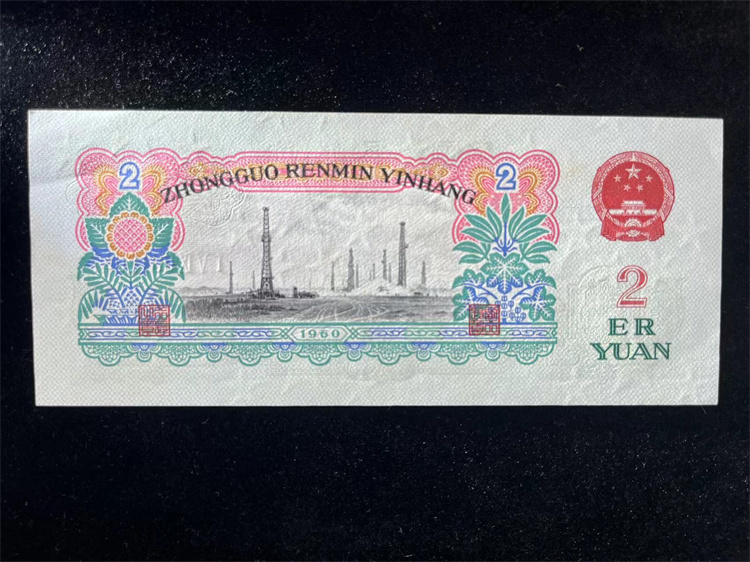 2
ZHONGGUO RENMIN YINHANG
2
1960
2
ER
YUAN